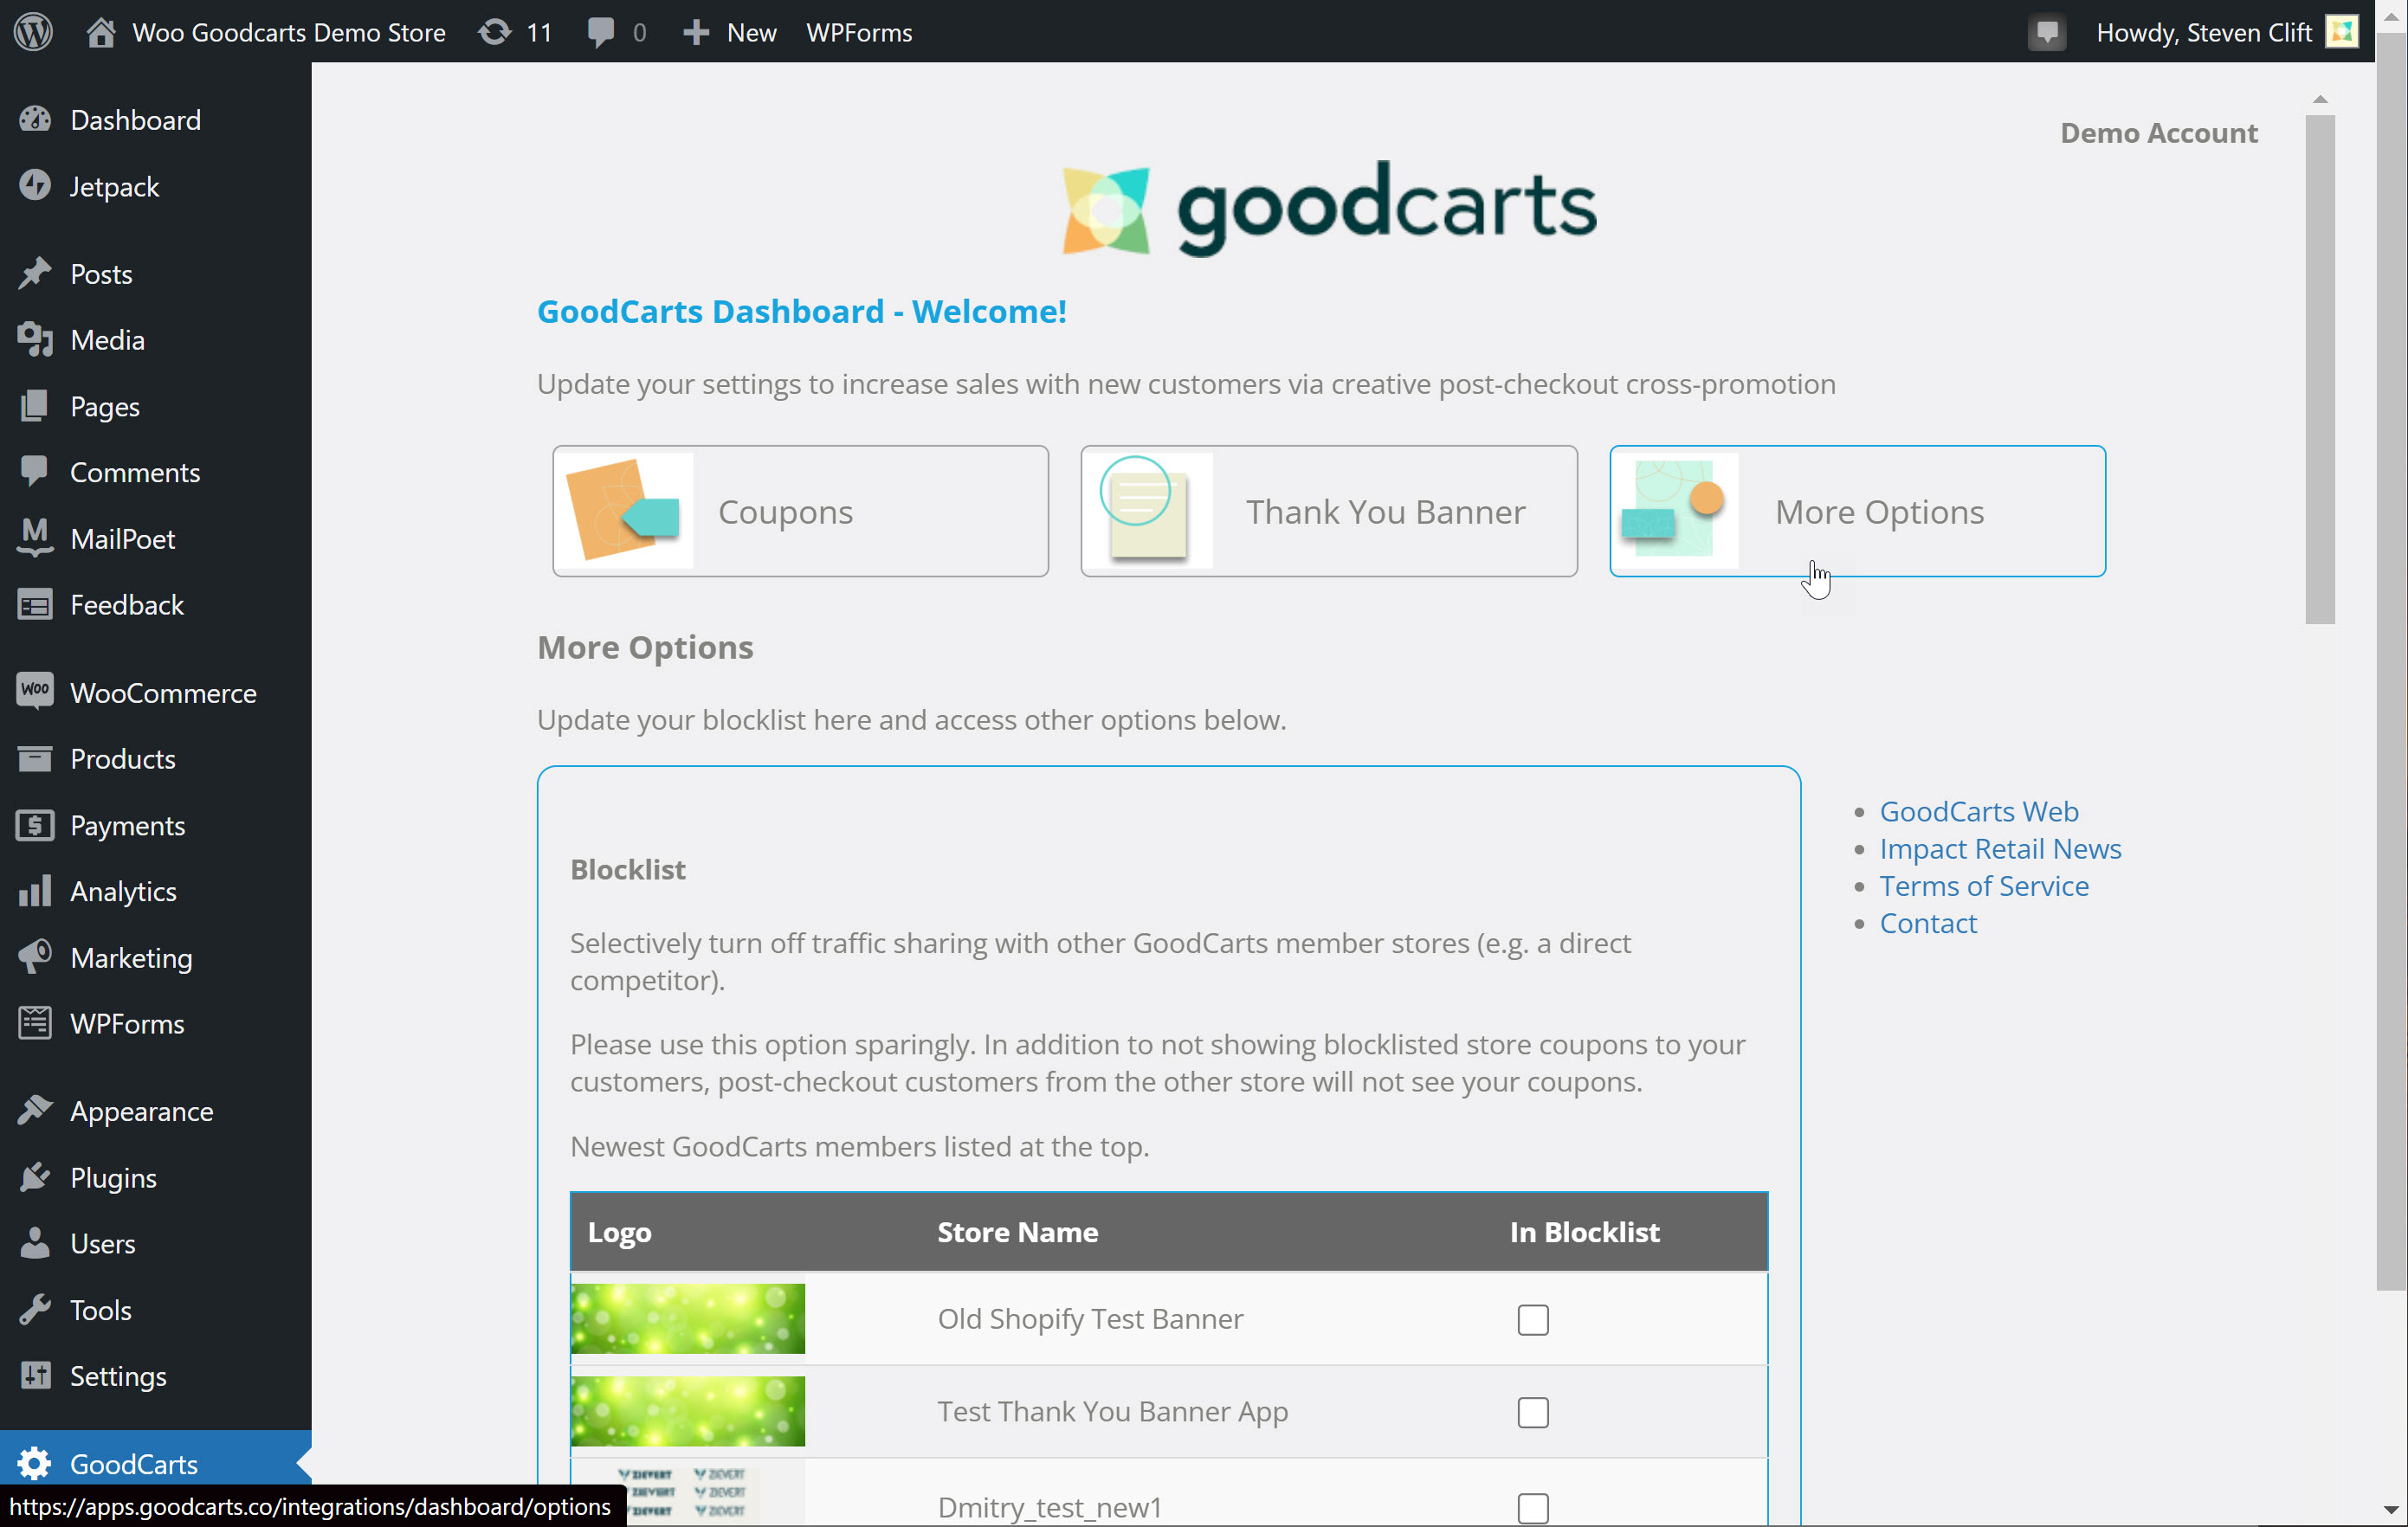 Woo Goodcarts Demo Store 11 0 New WPForms Howdy, Steven Clift
Dashboard
Jetpack
Posts
Media
Pages
Comments
MailPoet
Feedback
WooCommerce
Products
Payments
Analytics
Marketing
WPForms
Appearance
Plugins
Users
Tools
Settings
GoodCarts
https://apps.goodcarts.co/integrations/dashboard/options
Demo Account
goodcarts
GoodCarts Dashboard - Welcome!
Update your settings to increase sales with new customers via creative post-checkout cross-promotion
Coupons Thank You Banner More Options
More Options
Update your blocklist here and access other options below.
Blocklist
Selectively turn off traffic sharing with other GoodCarts member stores (e.g. a direct
competitor).
Please use this option sparingly. In addition to not showing blocklisted store coupons to your
customers, post-checkout customers from the other store will not see your coupons.
Newest GoodCarts members listed at the top.
Logo Store Name In Blocklist
Old Shopify Test Banner
Test Thank You Banner App
ZIEVERT ZIEVERT
ZIEVERT ZIEVERT
ZIEVERT ZIEVERT
Dmitry_test_new1
GoodCarts Web
Impact Retail News
Terms of Service
Contact